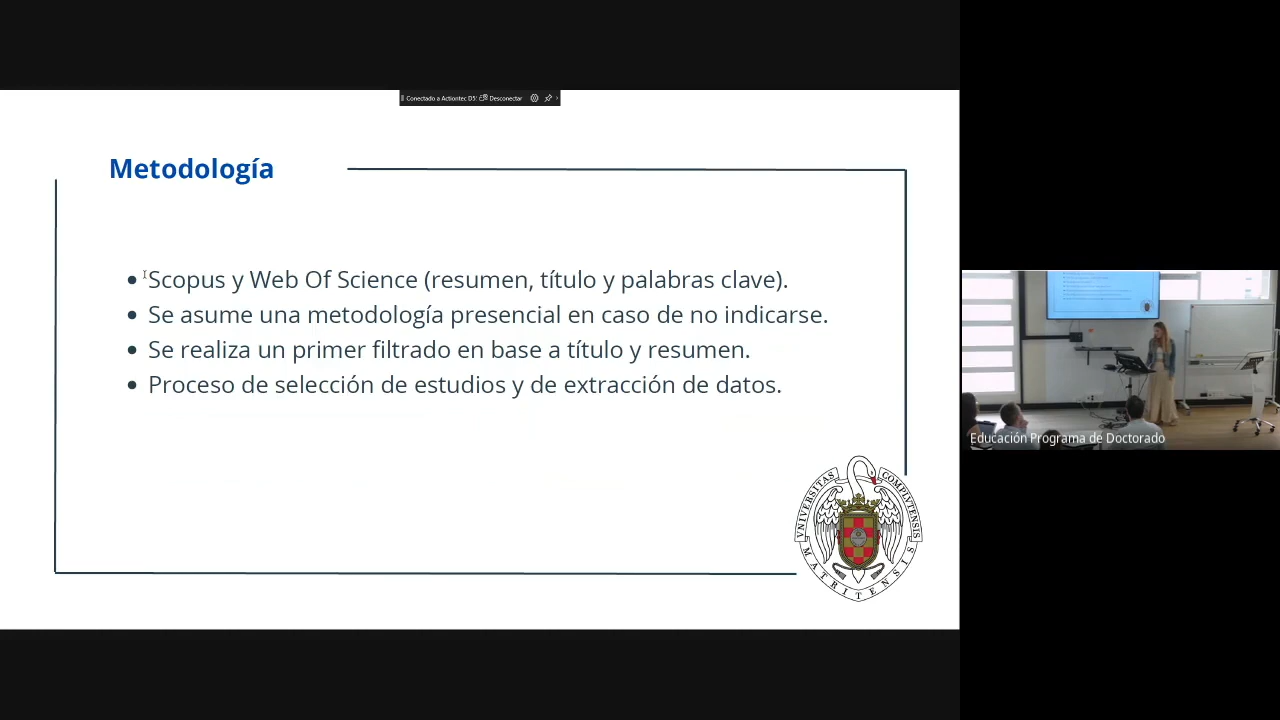 Conectado a Actiontec D5: Desconectar
Metodología
Scopus y Web Of Science (resumen, título y palabras clave).
Se asume una metodología presencial en caso de no indicarse.
Se realiza un primer filtrado en base a título y resumen.
Proceso de selección de estudios y de extracción de datos.
VNIVERSITAS COMPLVTENSIS
MATRITENSIS
Educación Programa de Doctorado